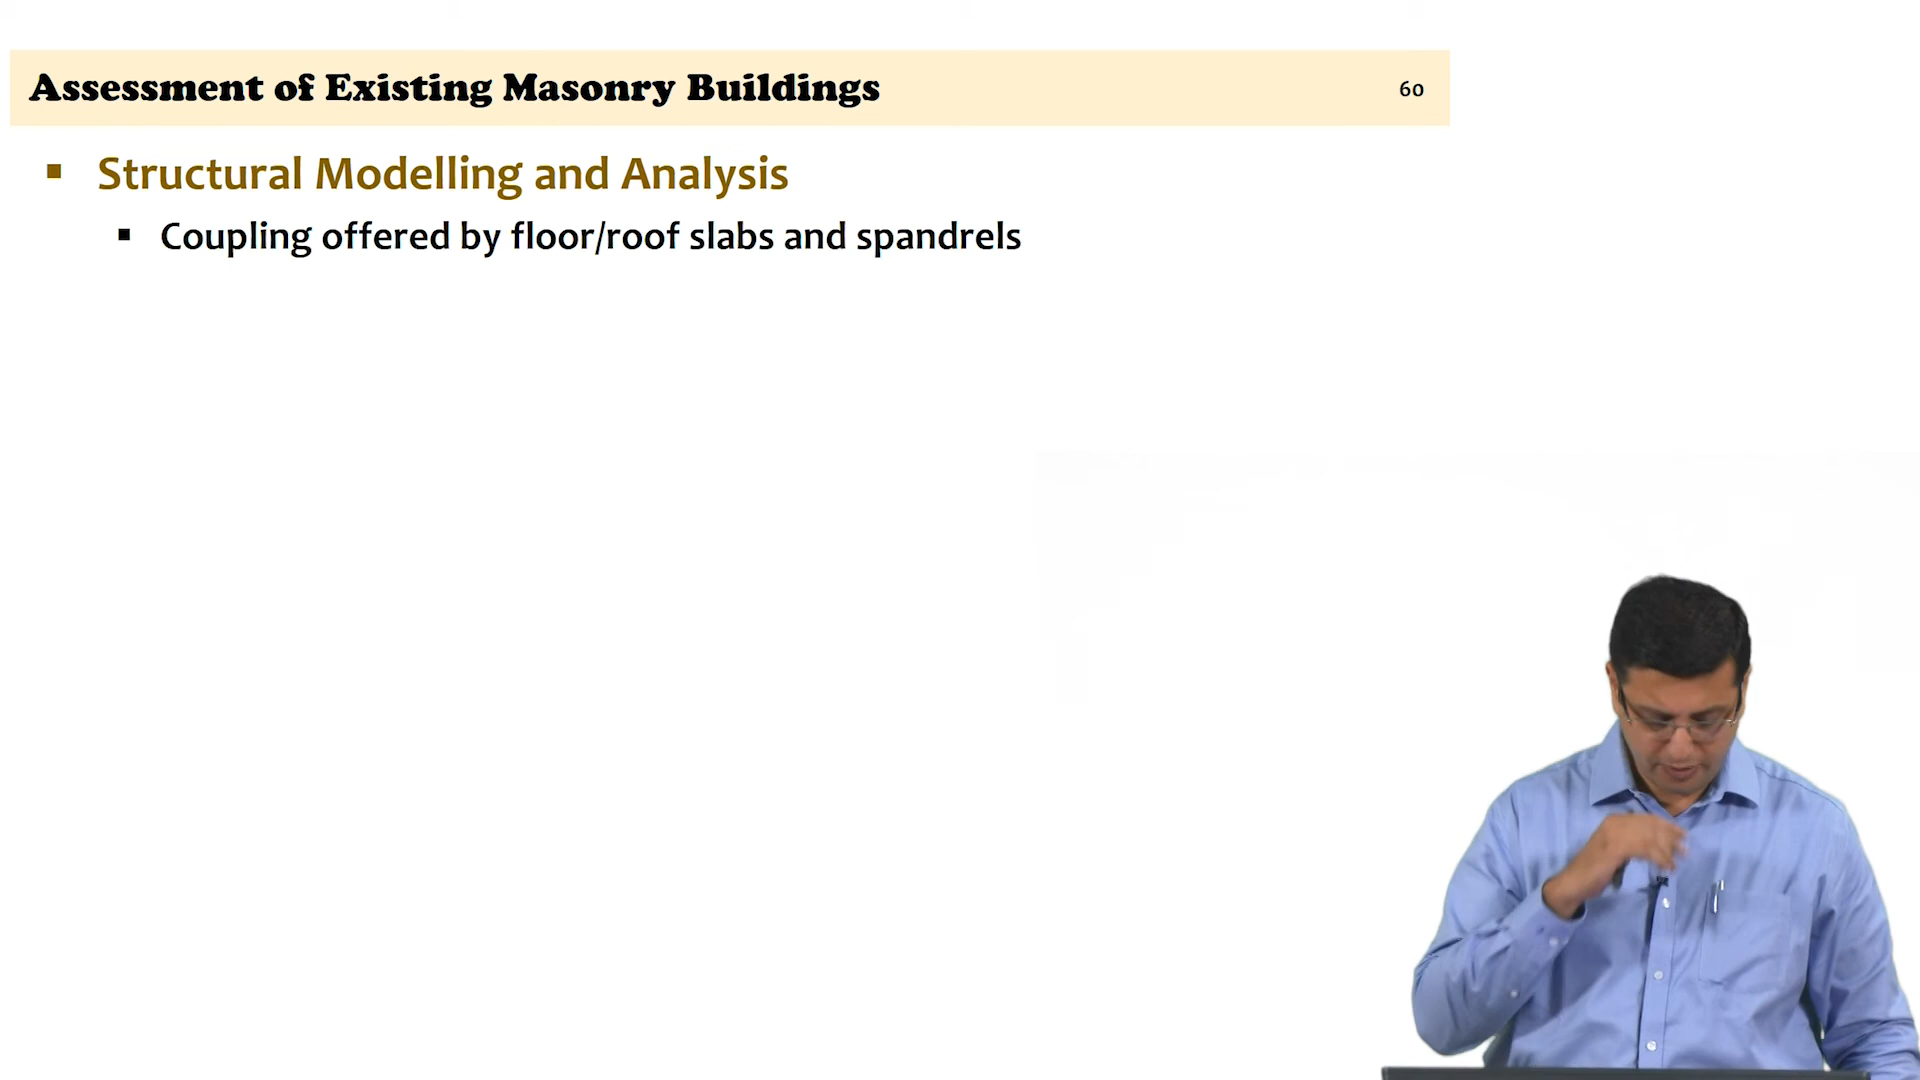 Assessment of Existing Masonry Buildings 60
▪ Structural Modelling and Analysis
▪ Coupling offered by floor/roof slabs and spandrels